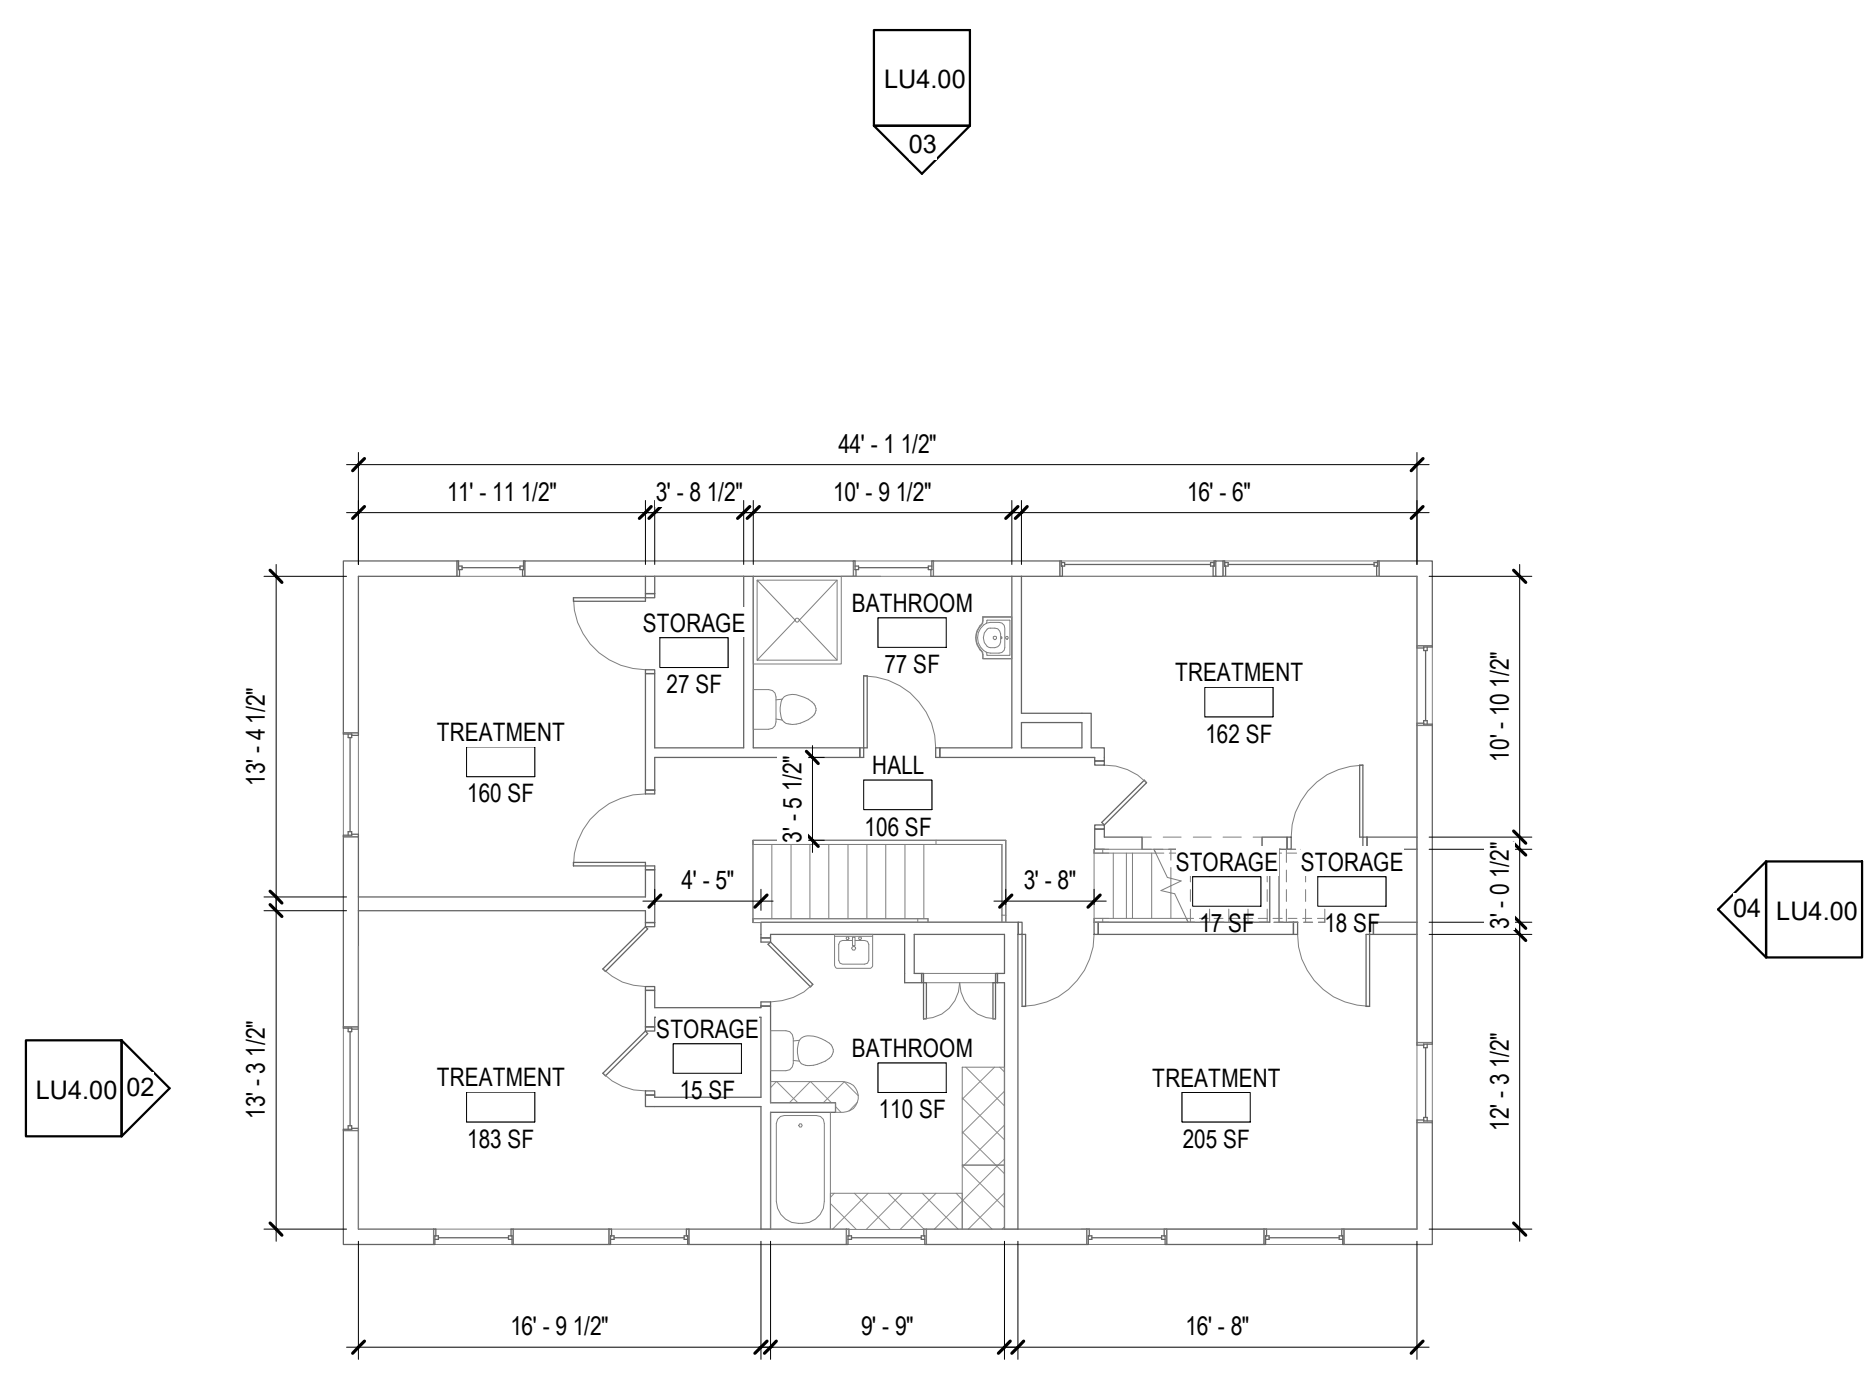 LU4.00
03
44' - 1 1/2"
11' - 11 1/2"
3' - 8 1/2"
10' - 9 1/2"
16' - 6"
STORAGE
27 SF
BATHROOM
77 SF
TREATMENT
162 SF
TREATMENT
160 SF
HALL
106 SF
13' - 4 1/2"
3' - 5 1/2"
10' - 10 1/2"
4' - 5"
3' - 8"
STORAGE
17 SF
STORAGE
18 SF
3' - 0 1/2"
04
LU4.00
LU4.00
02
13' - 3 1/2"
TREATMENT
183 SF
STORAGE
15 SF
BATHROOM
110 SF
TREATMENT
205 SF
12' - 3 1/2"
16' - 9 1/2"
9' - 9"
16' - 8"